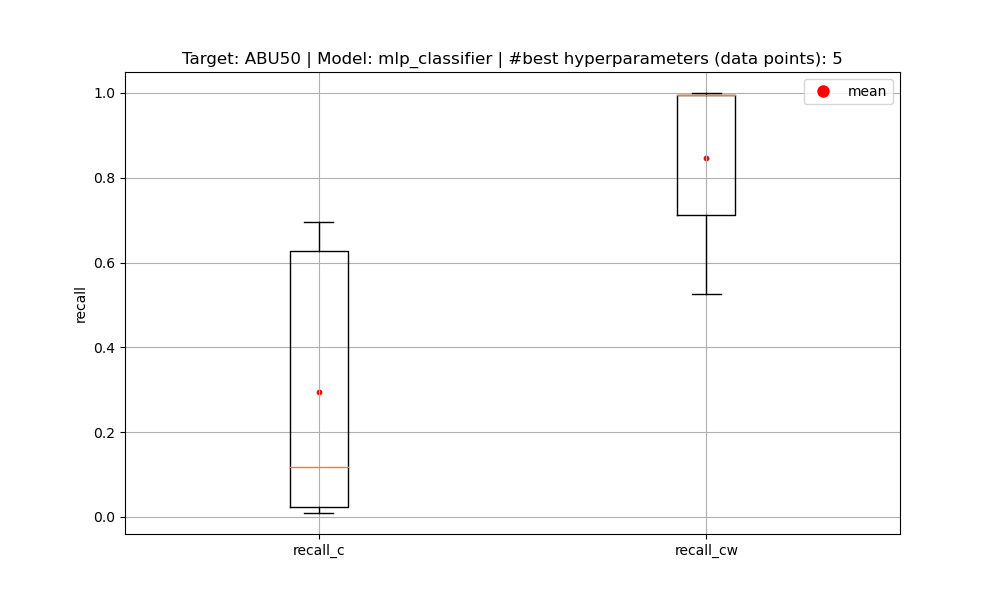 Target: ABU50 | Model: mlp_classifier | #best hyperparameters (data points): 5
mean
1.0
0.8
0.6
0.4
0.2
0.0
recall
recall_c
recall_cw